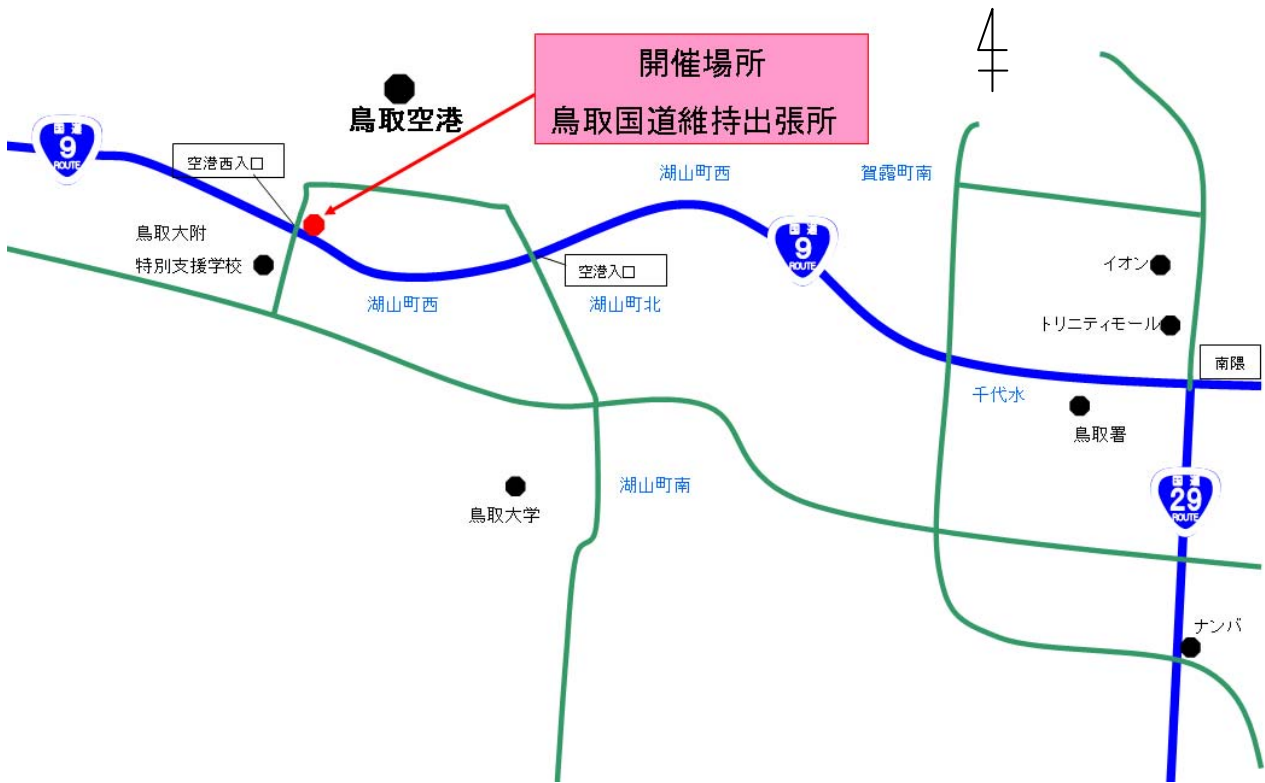 開催場所
鳥取国道維持出張所
鳥取空港
国道
9
ROUTE
空港西入口
湖山町西
賀露町南
鳥取大附
特別支援学校
国道
9
ROUTE
空港入口
イオン
湖山町西
湖山町北
トリニティモール
南隈
千代水
鳥取署
湖山町南
鳥取大学
国道
29
ROUTE
ナンバ